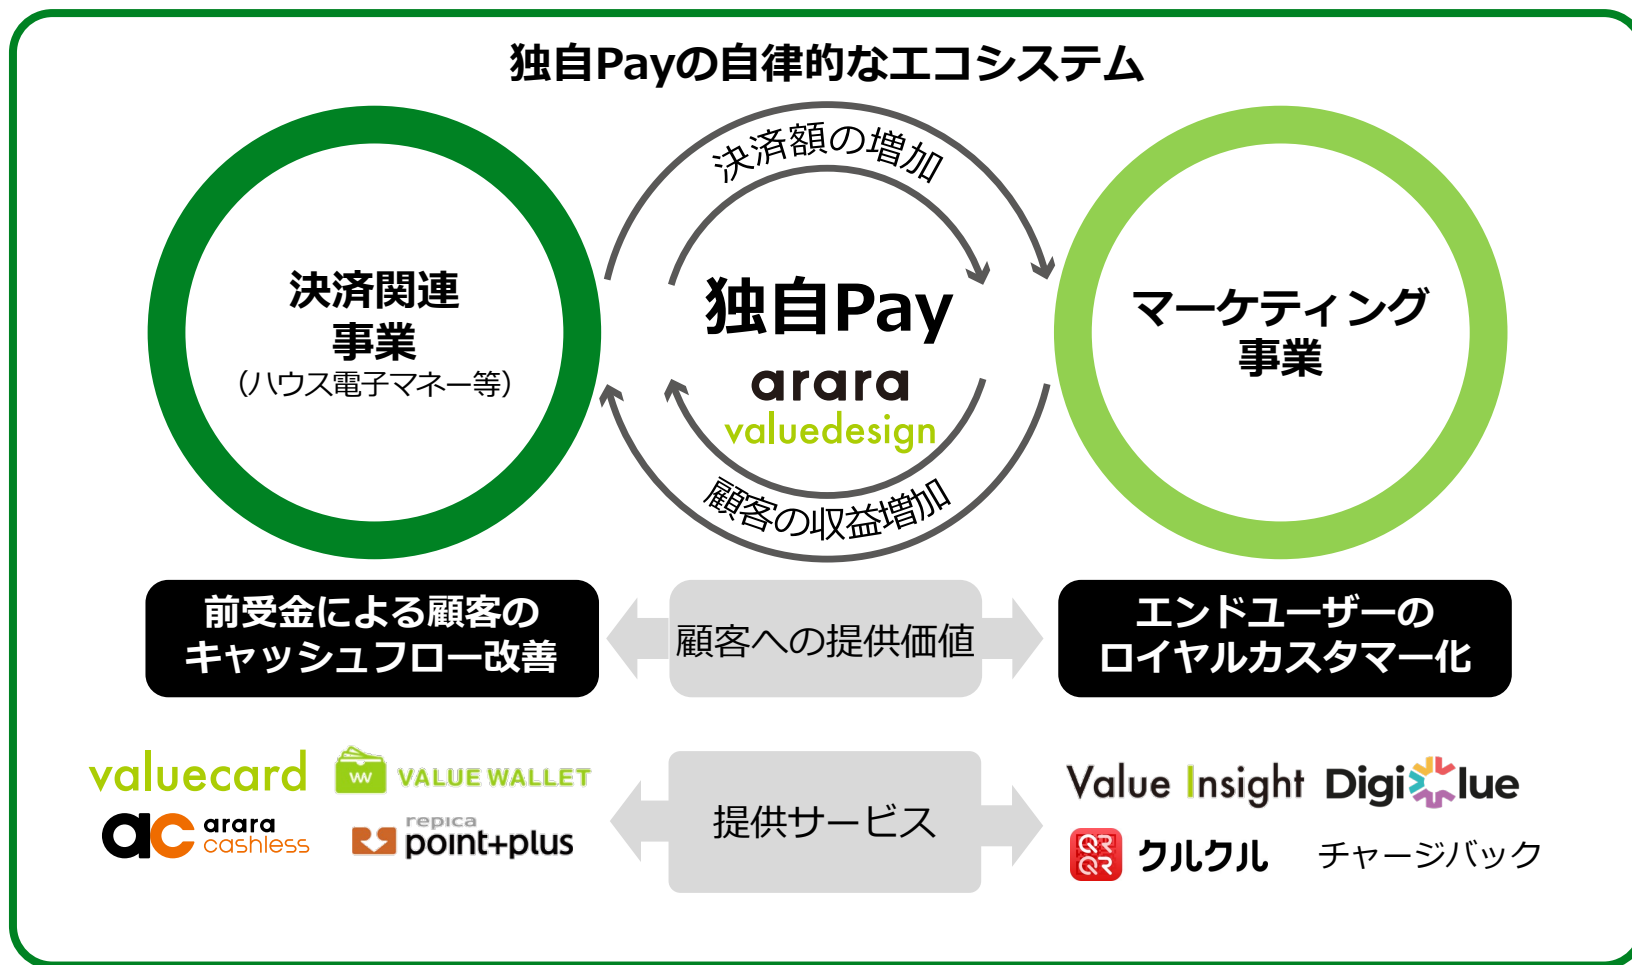 独自Payの自律的なエコシステム
決済額の増加
決済関連
事業
（ハウス電子マネー等）
独自Pay
arara
valuedesign
マーケティング
事業
顧客の収益増加
前受金による顧客の
キャッシュフロー改善
顧客への提供価値
エンドユーザーの
ロイヤルカスタマー化
valuecard
VALUE WALLET
arara
cashless
repica
point+plus
提供サービス
Value Insight
Digiclue
QR
QR
クルクル
チャージバック